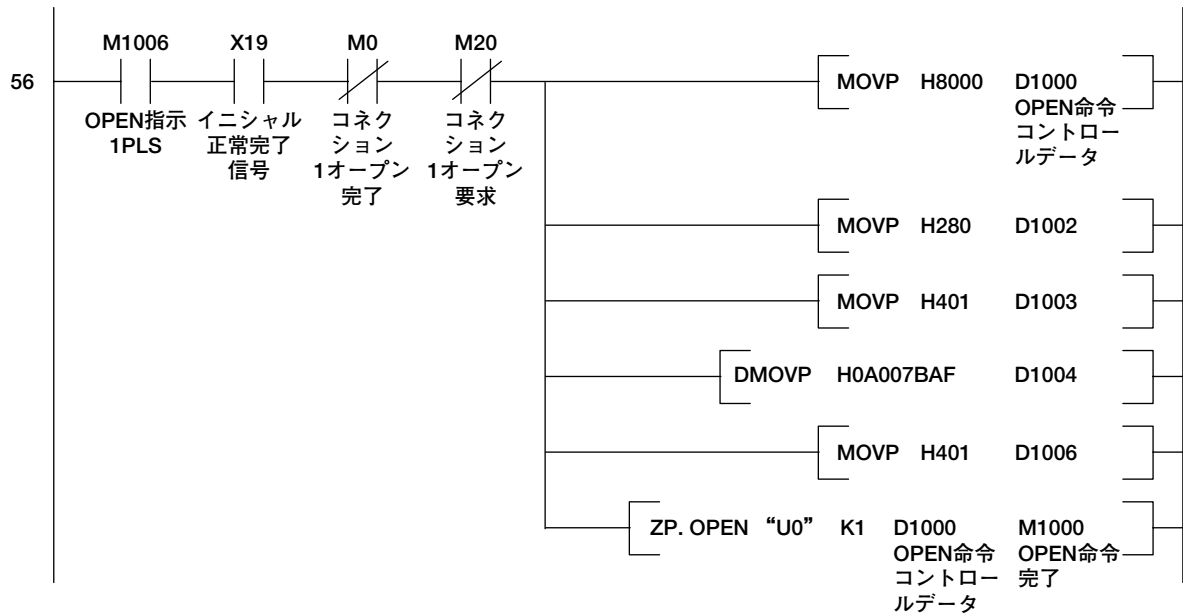 M1006 X19 M0 M20
56
MOVP H8000 D1000
OPEN命令
コントロー
ルデータ
OPEN指示
1PLS
イニシャル
正常完了
信号
コネク
ション
1オープン
完了
コネク
ション
1オープン
要求
MOVP H280 D1002
MOVP H401 D1003
DMOVP H0A007BAF D1004
MOVP H401 D1006
ZP. OPEN “U0” K1 D1000 M1000
OPEN命令
コントロー
ルデータ
OPEN命令
完了